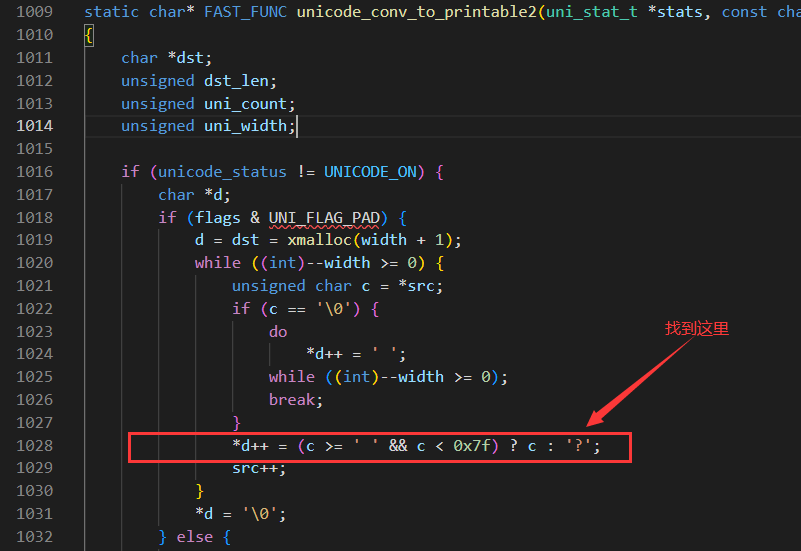 1009 static char* FAST_FUNC unicode_conv_to_printable2(uni_stat_t *stats, const cha
1010 {
1011     char *dst;
1012     unsigned dst_len;
1013     unsigned uni_count;
1014     unsigned uni_width;
1015
1016     if (unicode_status != UNICODE_ON) {
1017         char *d;
1018         if (flags & UNI_FLAG_PAD) {
1019             d = dst = xmalloc(width + 1);
1020             while ((int)--width >= 0) {
1021                 unsigned char c = *src;
1022                 if (c == '\0') {
1023                     do
1024                         *d++ = ' ';
1025                     while ((int)--width >= 0);
1026                     break;
1027                 }
找到这里
1028                 *d++ = (c >= ' ' && c < 0x7f) ? c : '?';
1029                 src++;
1030             }
1031             *d = '\0';
1032         } else {